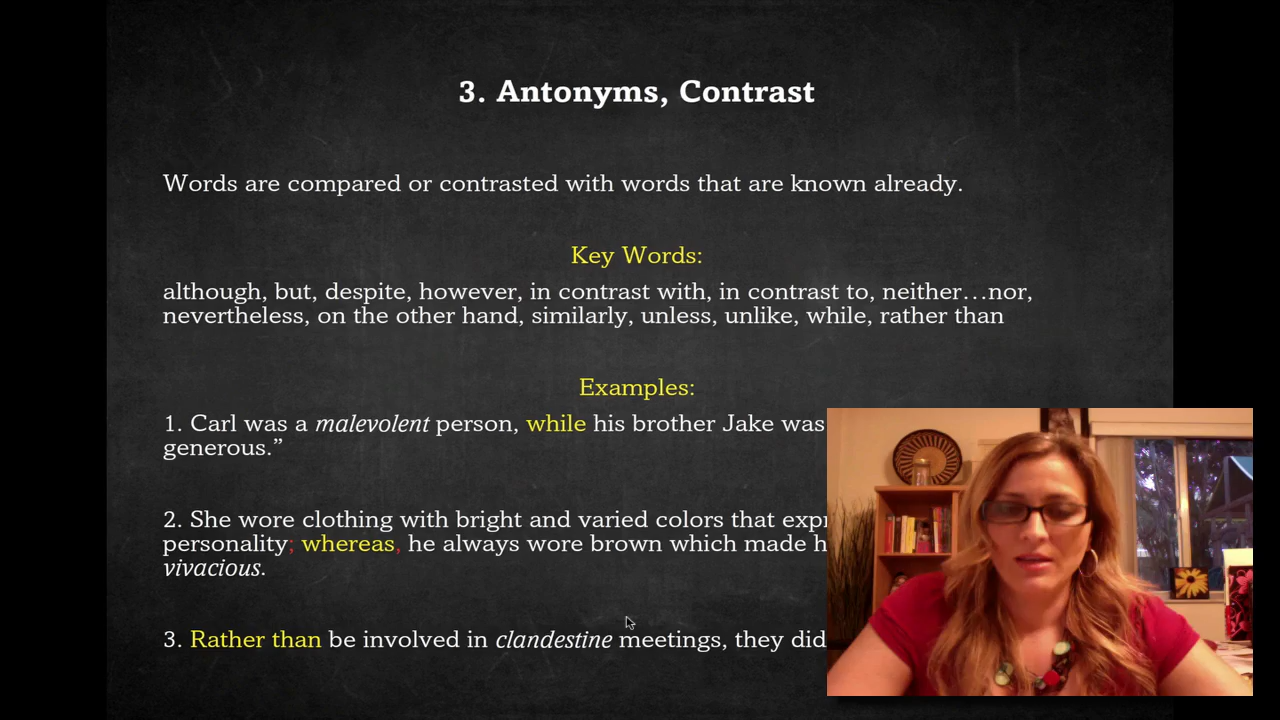 3. Antonyms, Contrast
Words are compared or contrasted with words that are known already.
Key Words:
although, but, despite, however, in contrast with, in contrast to, neither…nor,
nevertheless, on the other hand, similarly, unless, unlike, while, rather than
Examples:
1. Carl was a malevolent person, while his brother Jake was
generous.”
2. She wore clothing with bright and varied colors that
personality; whereas, he always wore brown which made
vivacious.
3. Rather than be involved in clandestine meetings, they did